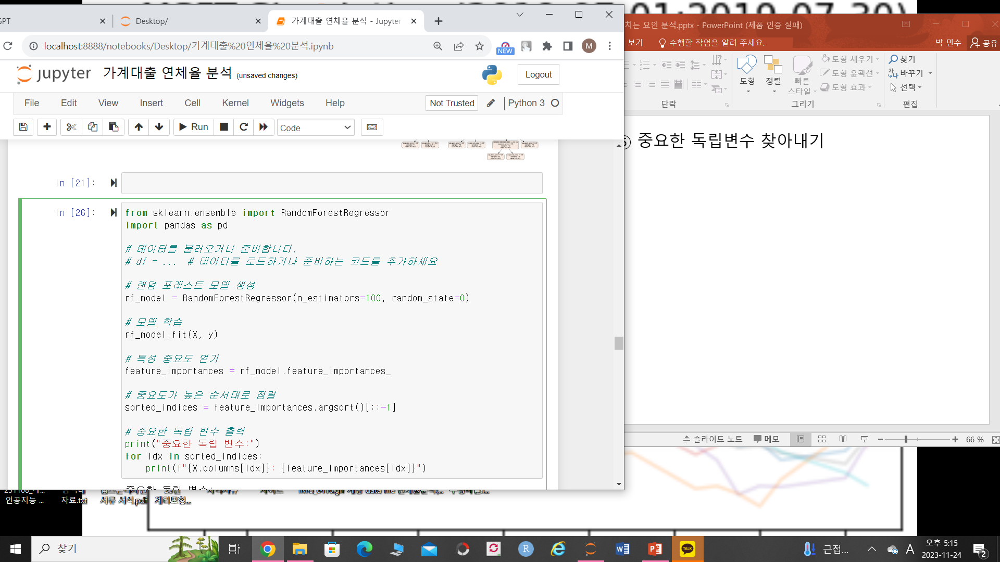 GPT
Desktop/
가계대출 연체율 분석 - Jupyter
localhost:8888/notebooks/Desktop/가계대출%20연체율%20분석.ipynb
NEW
M
jupyter 가계대출 연체율 분석 (unsaved changes)
Logout
File Edit View Insert Cell Kernel Widgets Help
Not Trusted
Python 3
Run
Code
In [21]:
In [26]:
from sklearn.ensemble import RandomForestRegressor
import pandas as pd
# 데이터를 불러오거나 준비합니다.
# df = ...  # 데이터를 로드하거나 준비하는 코드를 추가하세요
# 랜덤 포레스트 모델 생성
rf_model = RandomForestRegressor(n_estimators=100, random_state=0)
# 모델 학습
rf_model.fit(X, y)
# 특성 중요도 얻기
feature_importances = rf_model.feature_importances_
# 중요도가 높은 순서대로 정렬
sorted_indices = feature_importances.argsort()[::-1]
# 중요한 독립 변수 출력
print("중요한 독립 변수:")
for idx in sorted_indices:
    print(f"{X.columns[idx]}: {feature_importances[idx]}")
중요한 독립 변수:
치는 요인 분석.pptx - PowerPoint (제품 인증 실패)
보기
수행할 작업을 알려 주세요.
박 민수
공유
도형
정렬
빠른
스타일
도형 채우기
도형 윤곽선
도형 효과
찾기
바꾸기
선택
단락
그리기
편집
⑤ 중요한 독립변수 찾아내기
슬라이드 노트
메모
66 %
인공지능 ...
자료.txt
서류 서식.pdf
계리모형...
찾기
TALK
근접...
A
오후 5:15
2023-11-24
2